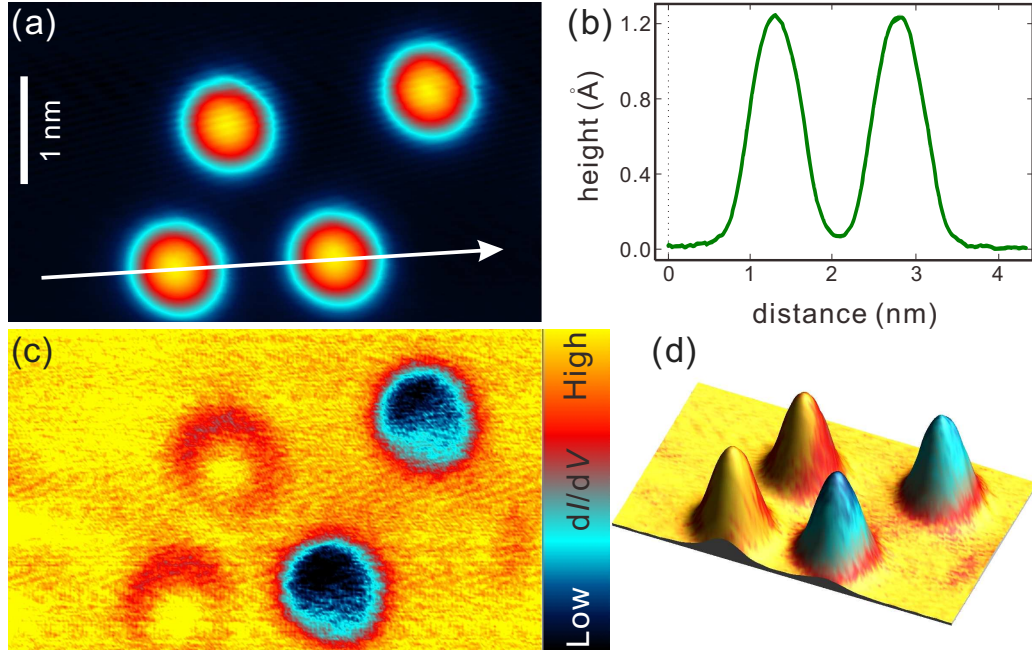 (a)
1 nm
(b)
height (Å)
1.2
0.8
0.4
0.0
0
1
2
3
4
distance (nm)
(c)
High
dI/dV
Low
(d)